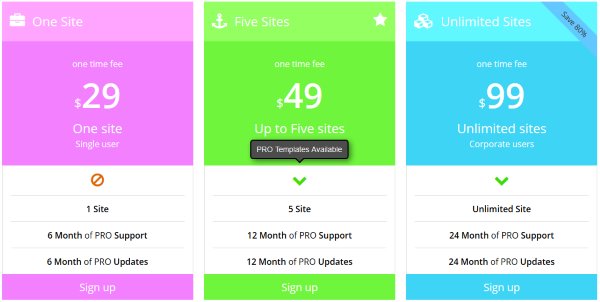 One Site
one time fee
$29
One site
Single user
1 Site
6 Month of PRO Support
6 Month of PRO Updates
Sign up
Five Sites
one time fee
$49
Up to Five sites
PRO Templates Available
5 Site
12 Month of PRO Support
12 Month of PRO Updates
Sign up
Unlimited Sites
Save 80%
one time fee
$99
Unlimited sites
Corporate users
Unlimited Site
24 Month of PRO Support
24 Month of PRO Updates
Sign up